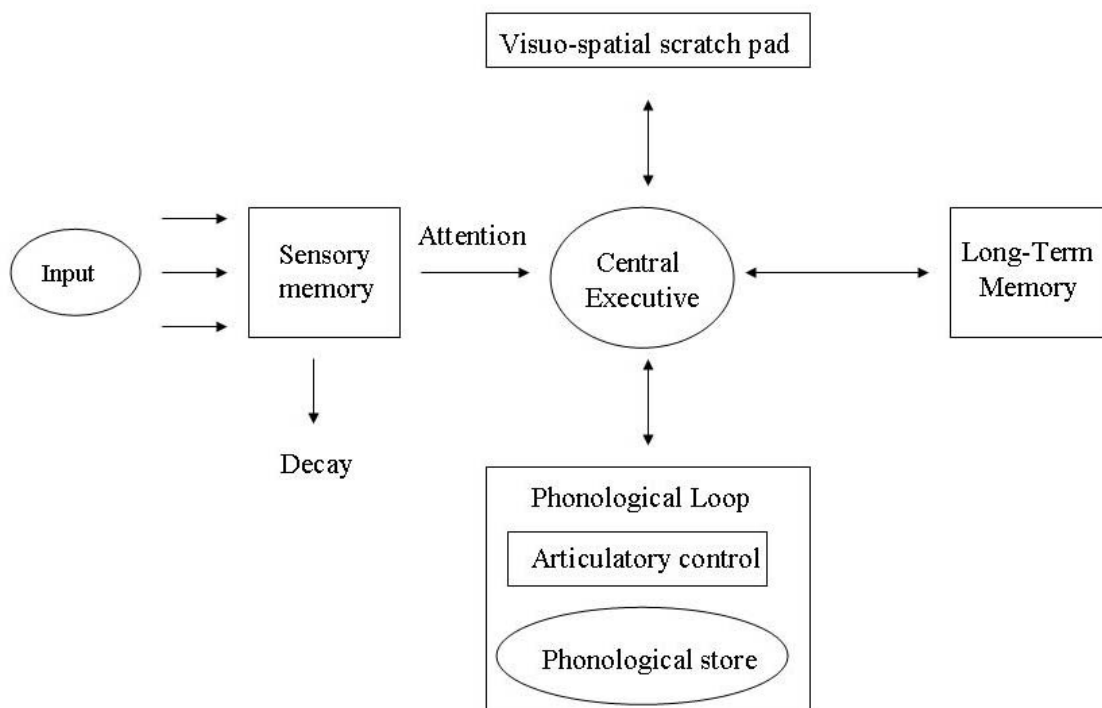 Visuo-spatial scratch pad
Input
Sensory
memory
Attention
Central
Executive
Long-Term
Memory
Decay
Phonological Loop
Articulatory control
Phonological store